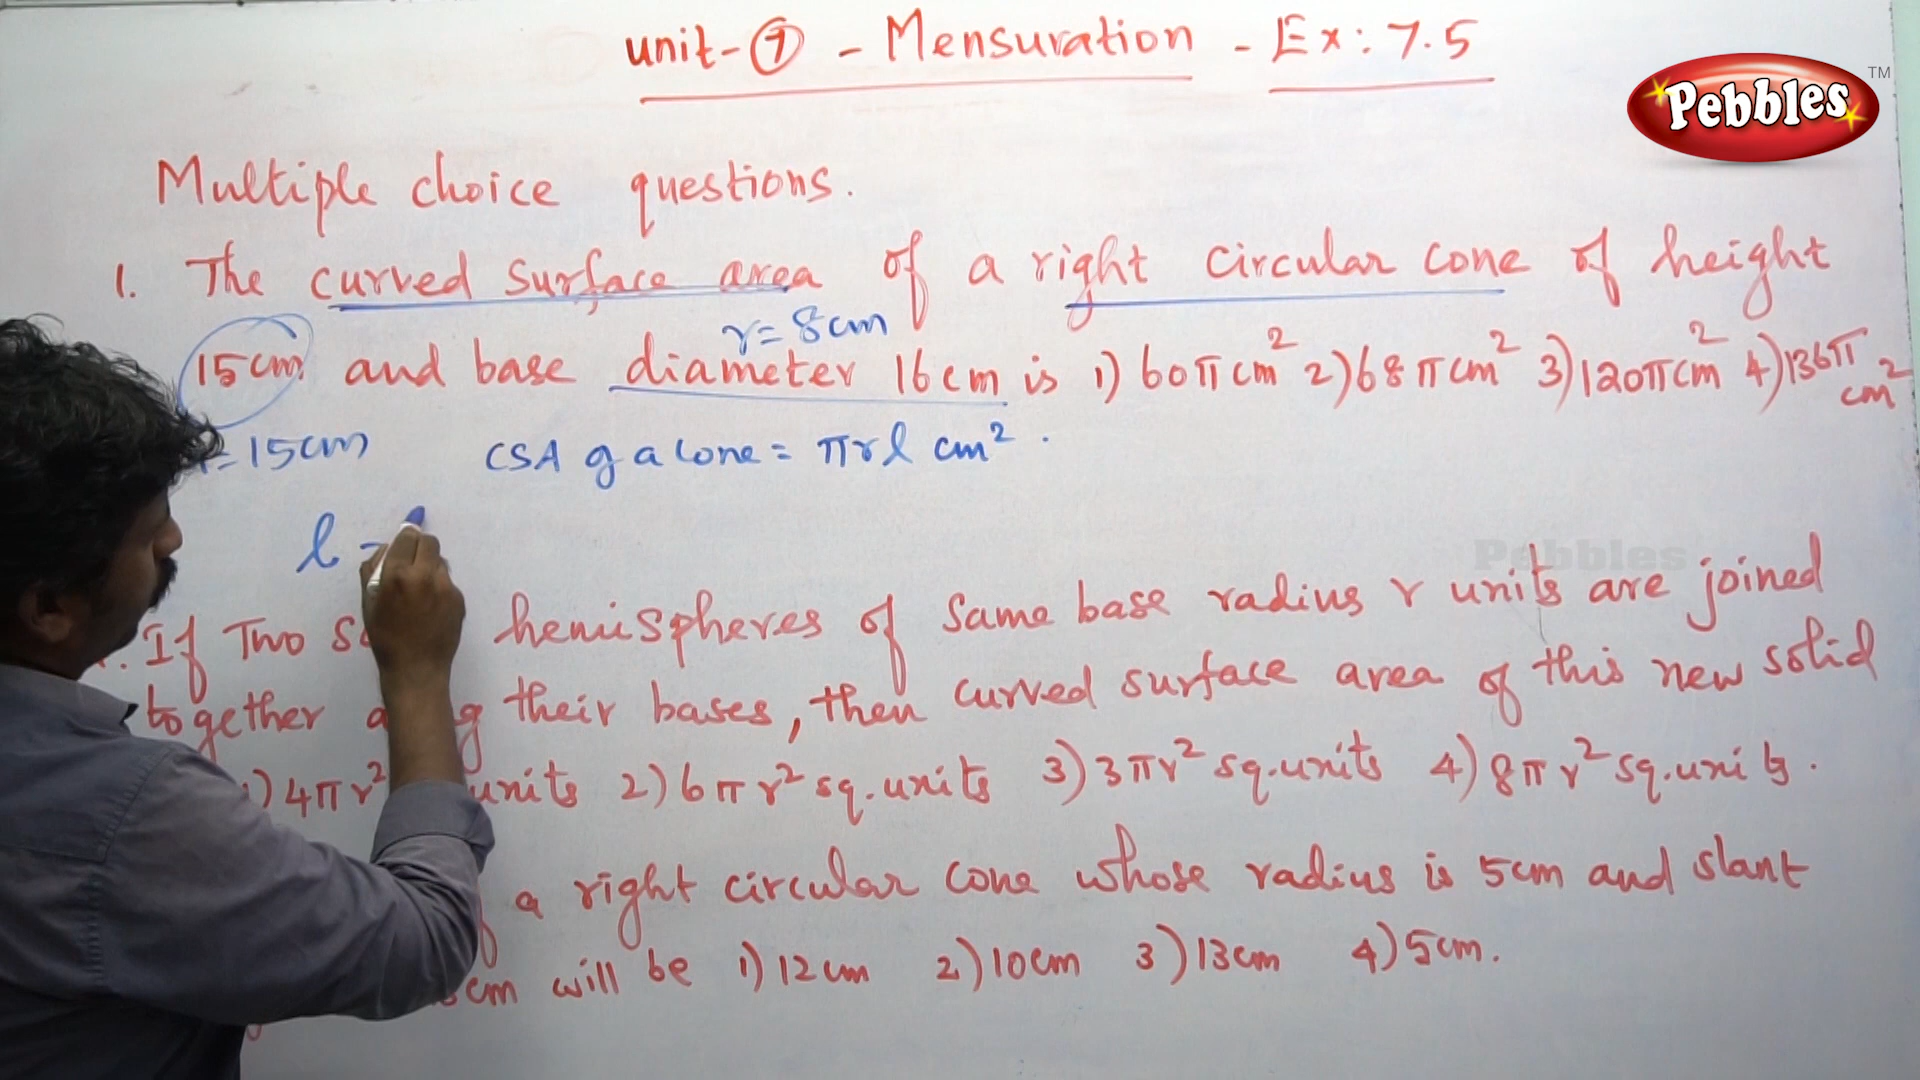 unit-⑦ - Mensuration - Ex: 7.5
Pebbles TM
Multiple choice questions.
1. The curved surface area of a right circular cone of height
r= 8cm
15cm and base diameter 16cm is 1) 60π cm² 2) 68π cm² 3) 120π cm² 4) 136π cm²
=15cm CSA of a cone = πrl cm².
l =
Pebbles
If Two hemispheres of same base radius r units are joined
together their bases, then curved surface area of this new solid
1) 4πr² units 2) 6πr² sq.units 3) 3πr² sq.units 4) 8πr² sq.units.
a right circular cone whose radius is 5cm and slant
cm will be 1) 12cm 2) 10cm 3) 13cm 4) 5cm.